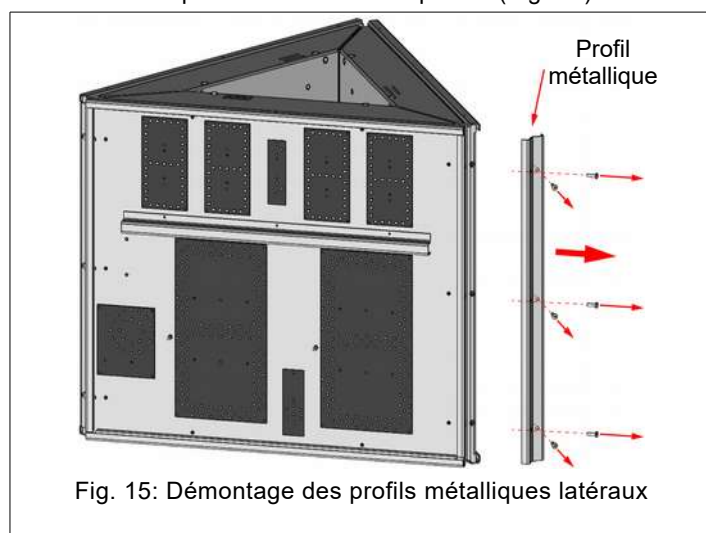 Profil
métallique
Fig. 15: Démontage des profils métalliques latéraux